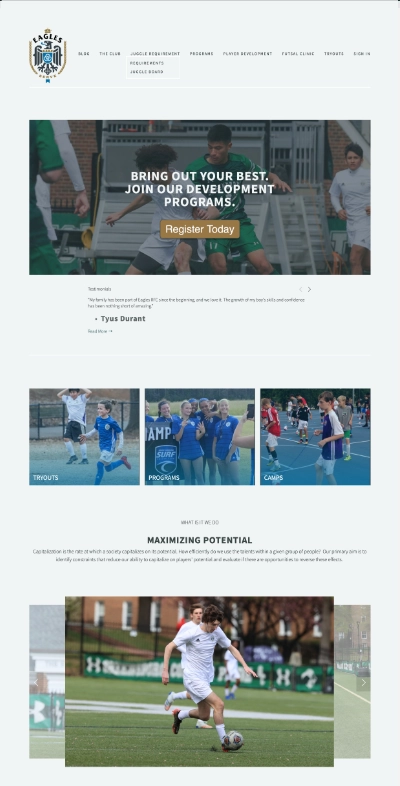 EAGLES
BLOG THE CLUB JUGGLE REQUIREMENT PROGRAMS PLAYER DEVELOPMENT FUTSAL CLINIC TRYOUTS SIGN IN
REQUIREMENTS
JUGGLE BOARD
BRING OUT YOUR BEST.
JOIN OUR DEVELOPMENT
PROGRAMS.
Register Today
Testimonials
"My family has been part of Eagles RFC since the beginning, and we love it. The growth of my boy's skills and confidence
has been nothing short of amazing."
• Tyus Durant
Read More →
AMP
SURF
TRYOUTS
PROGRAMS
CAMPS
WHAT IS IT WE DO
MAXIMIZING POTENTIAL
Capitalization is the rate at which a society capitalizes on its potential. How efficiently do we use the talents within a given group of peoples? Our primary aim is to
identify constraints that reduce our ability to capitalize on players' potential and evaluate if there are opportunities to reverse those effects.